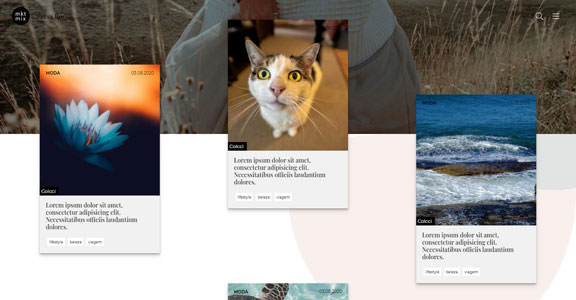 mkt
mix
MODA
03.08.2020
Colcci
Lorem ipsum dolor sit amet,
consectetur adipisicing elit.
Necessitatibus officiis laudantium
dolores.
lifestyle beleza viagem
Colcci
Lorem ipsum dolor sit amet,
consectetur adipisicing elit.
Necessitatibus officiis laudantium
dolores.
lifestyle beleza viagem
MODA
Colcci
Lorem ipsum dolor sit amet,
consectetur adipisicing elit.
Necessitatibus officiis laudantium
dolores.
lifestyle beleza viagem
MODA
03.08.2020